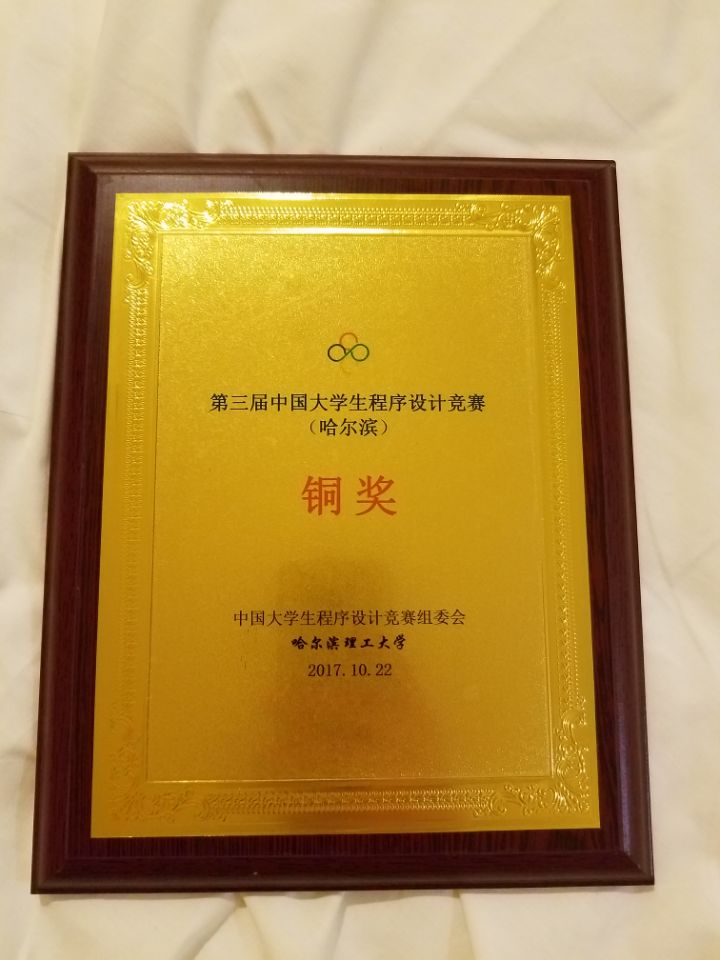 第三届中国大学生程序设计竞赛
（哈尔滨）
铜奖
中国大学生程序设计竞赛组委会
哈尔滨理工大学
2017.10.22